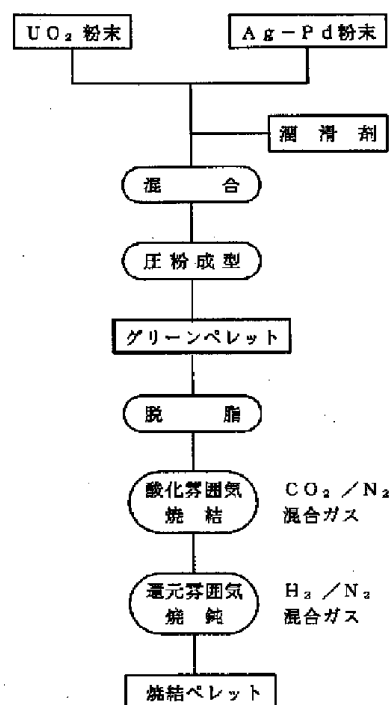 UO₂粉末
Ag－Pd粉末
潤滑剤
混合
圧粉成型
グリーンペレット
脱脂
酸化雰囲気
焼結
CO₂／N₂
混合ガス
還元雰囲気
焼鈍
H₂／N₂
混合ガス
焼結ペレット